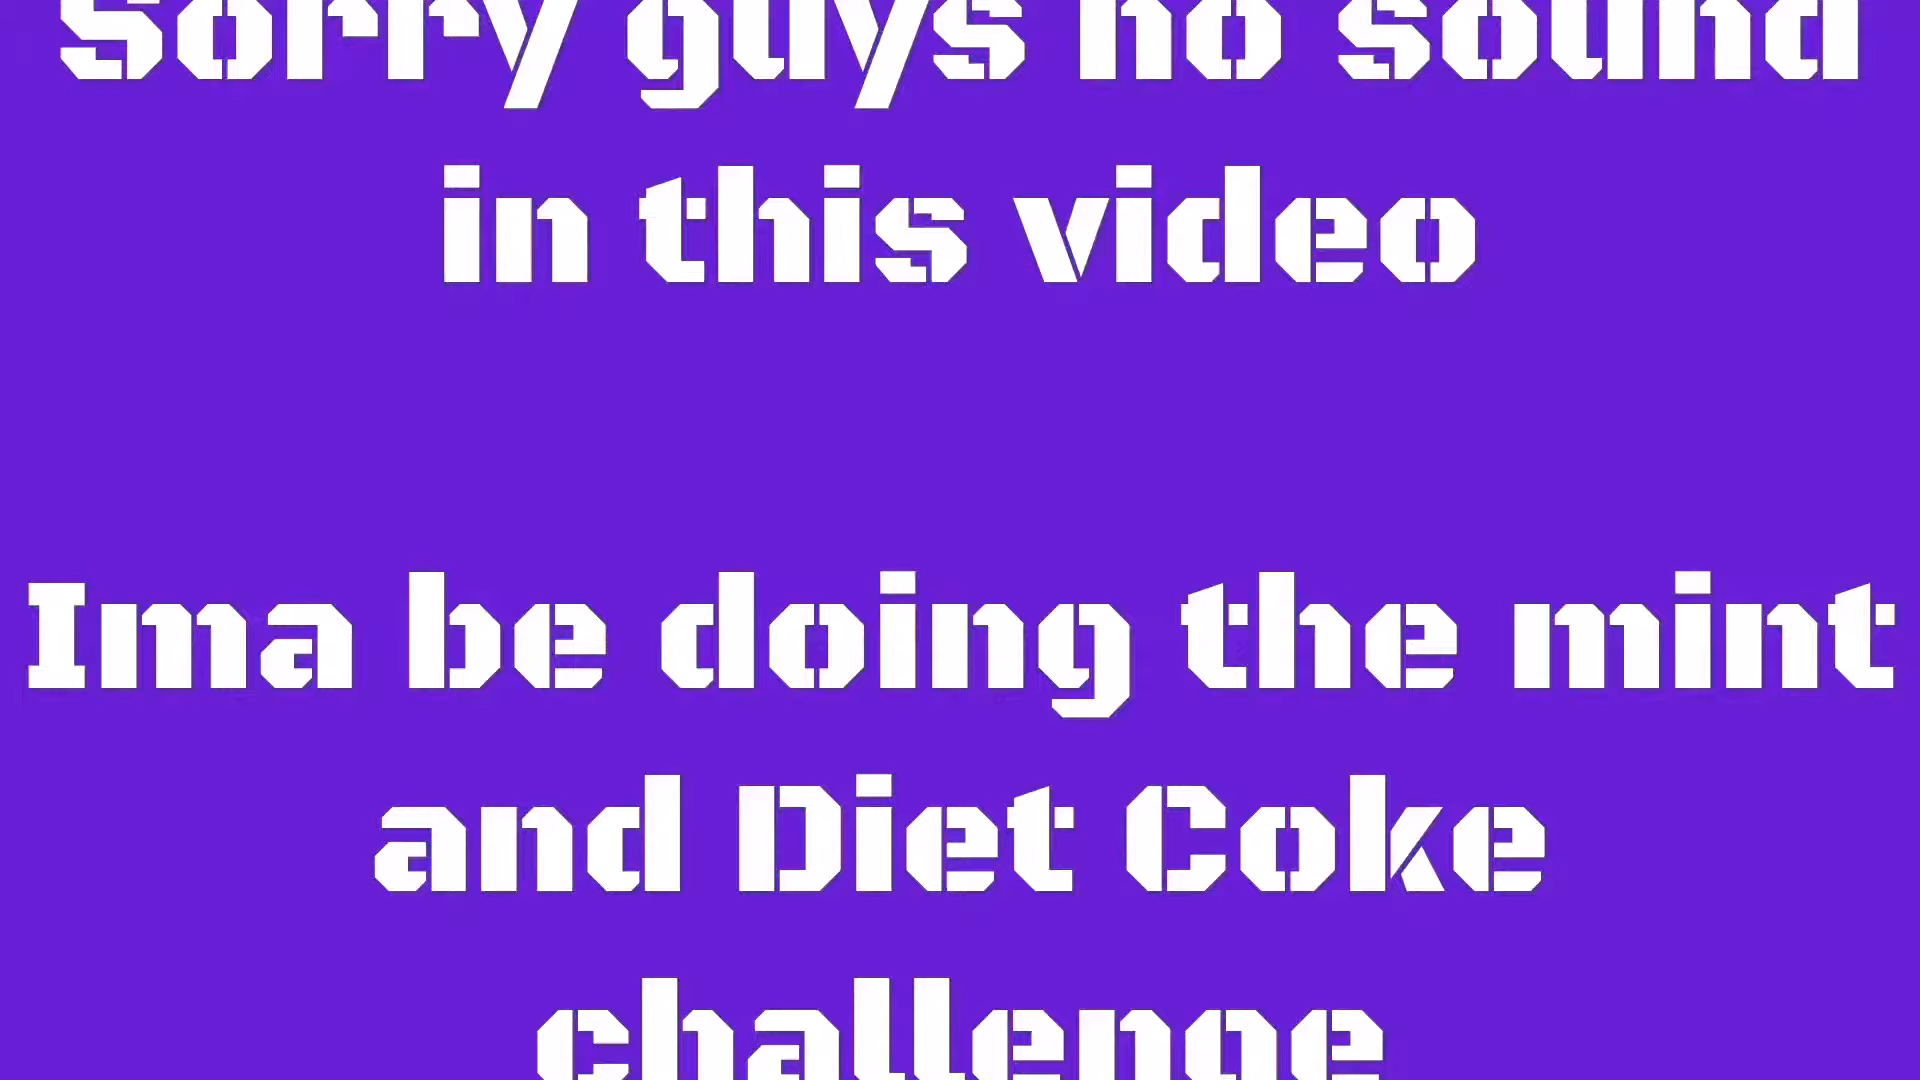 Sorry guys no sound
in this video
Ima be doing the mint
and Diet Coke
challenge